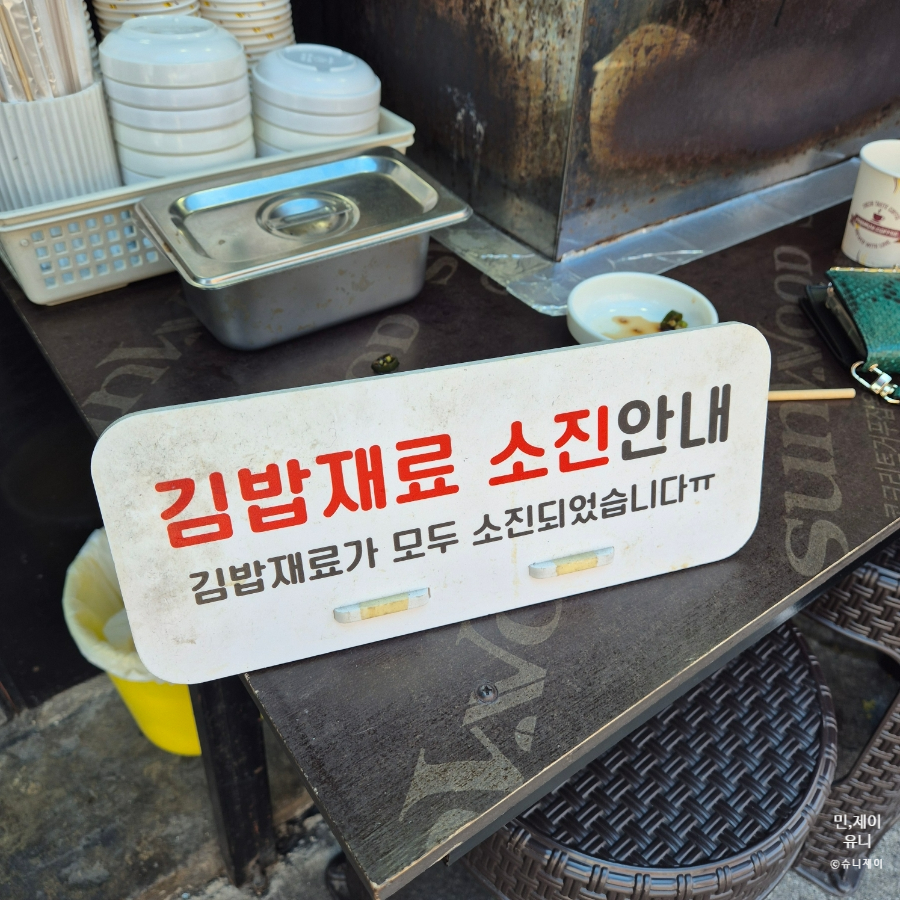 김밥재료 소진안내
김밥재료가 모두 소진되었습니다ㅠ
sunwood
민,제이
유니
©슈니제이